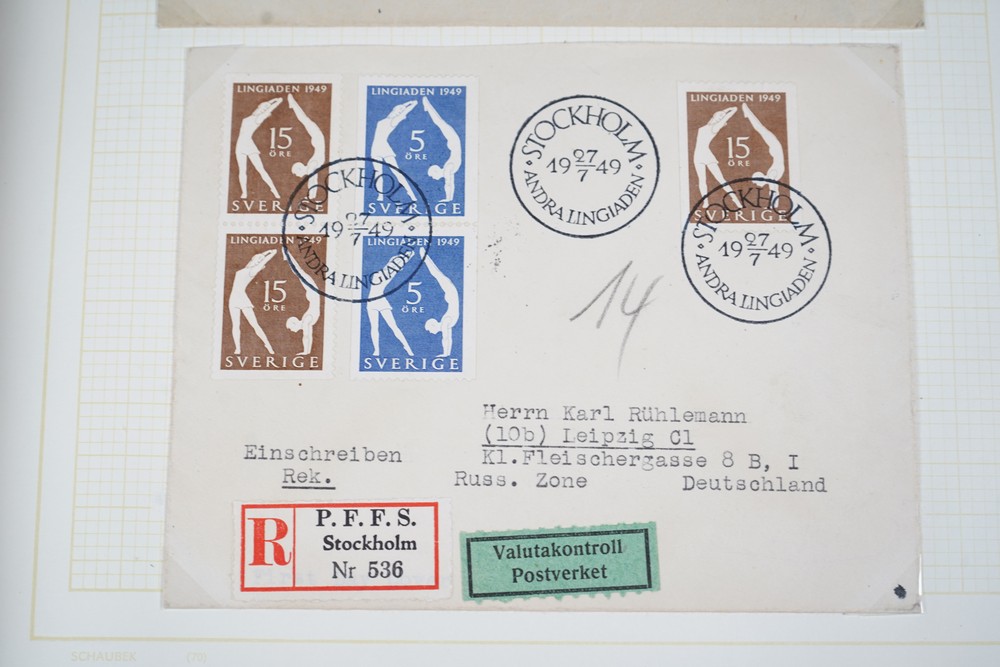 LINGIADEN 1949
15
ÖRE
SVERIGE
LINGIADEN 1949
5
ÖRE
SVERIGE
LINGIADEN 1949
15
ÖRE
SVERIGE
LINGIADEN 1949
5
ÖRE
SVERIGE
STOCKHOLM
19 27/7 49
ANDRA LINGIADEN
STOCKHOLM
19 27/7 49
ANDRA LINGIADEN
LINGIADEN 1949
15
ÖRE
SVERIGE
STOCKHOLM
19 27/7 49
ANDRA LINGIADEN
14
Herrn Karl Rühlemann
(10b) Leipzig C1
Kl.Fleischergasse 8 B, I
Russ. Zone Deutschland
Einschreiben
Rek.
R
P. F. F. S.
Stockholm
Nr 536
Valutakontroll
Postverket
SCHAUBEK (70)